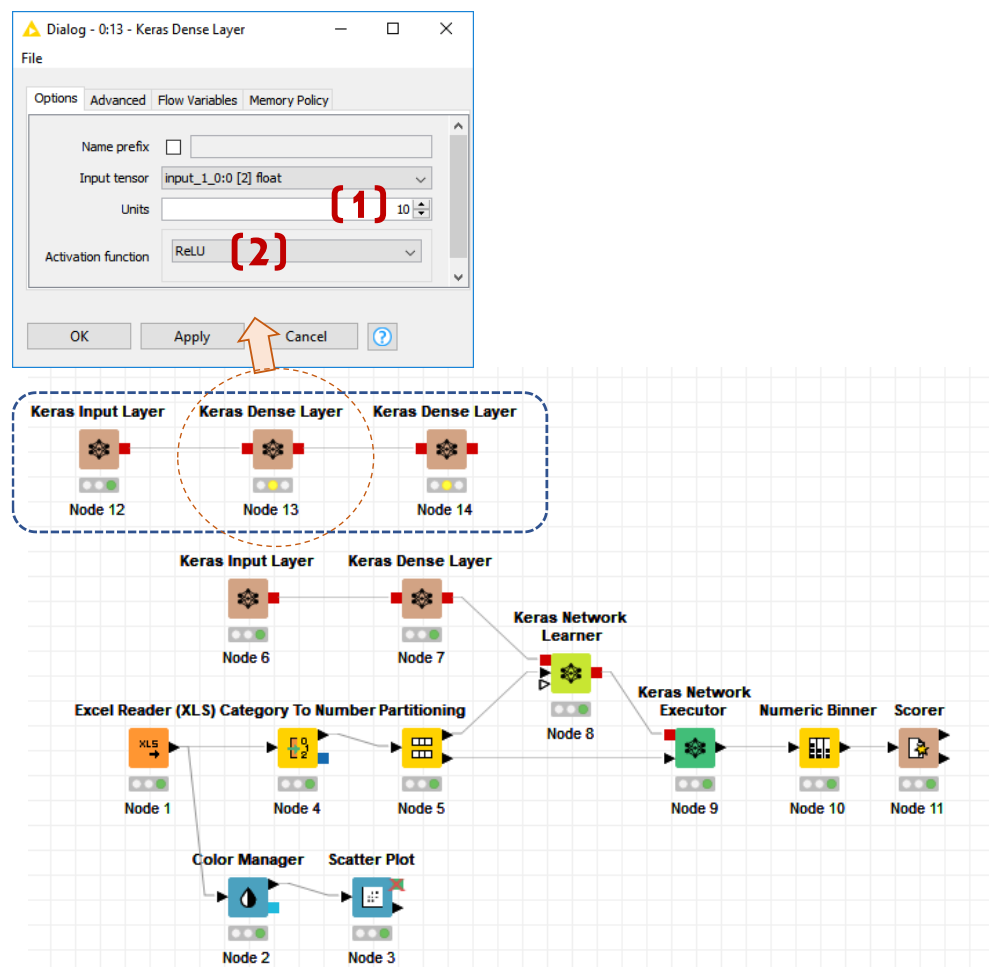 Dialog - 0:13 - Keras Dense Layer
File
Options Advanced Flow Variables Memory Policy
Name prefix
Input tensor input_1_0:0 [2] float
Units (1) 10
Activation function ReLU (2)
OK Apply Cancel ?
Keras Input Layer Keras Dense Layer Keras Dense Layer
Node 12 Node 13 Node 14
Keras Input Layer Keras Dense Layer
Node 6 Node 7
Keras Network
Learner
Node 8
Keras Network
Executor Numeric Binner Scorer
Excel Reader (XLS) Category To Number Partitioning
XLS
0
1
2
Node 1 Node 4 Node 5 Node 9 Node 10 Node 11
Color Manager Scatter Plot
Node 2 Node 3